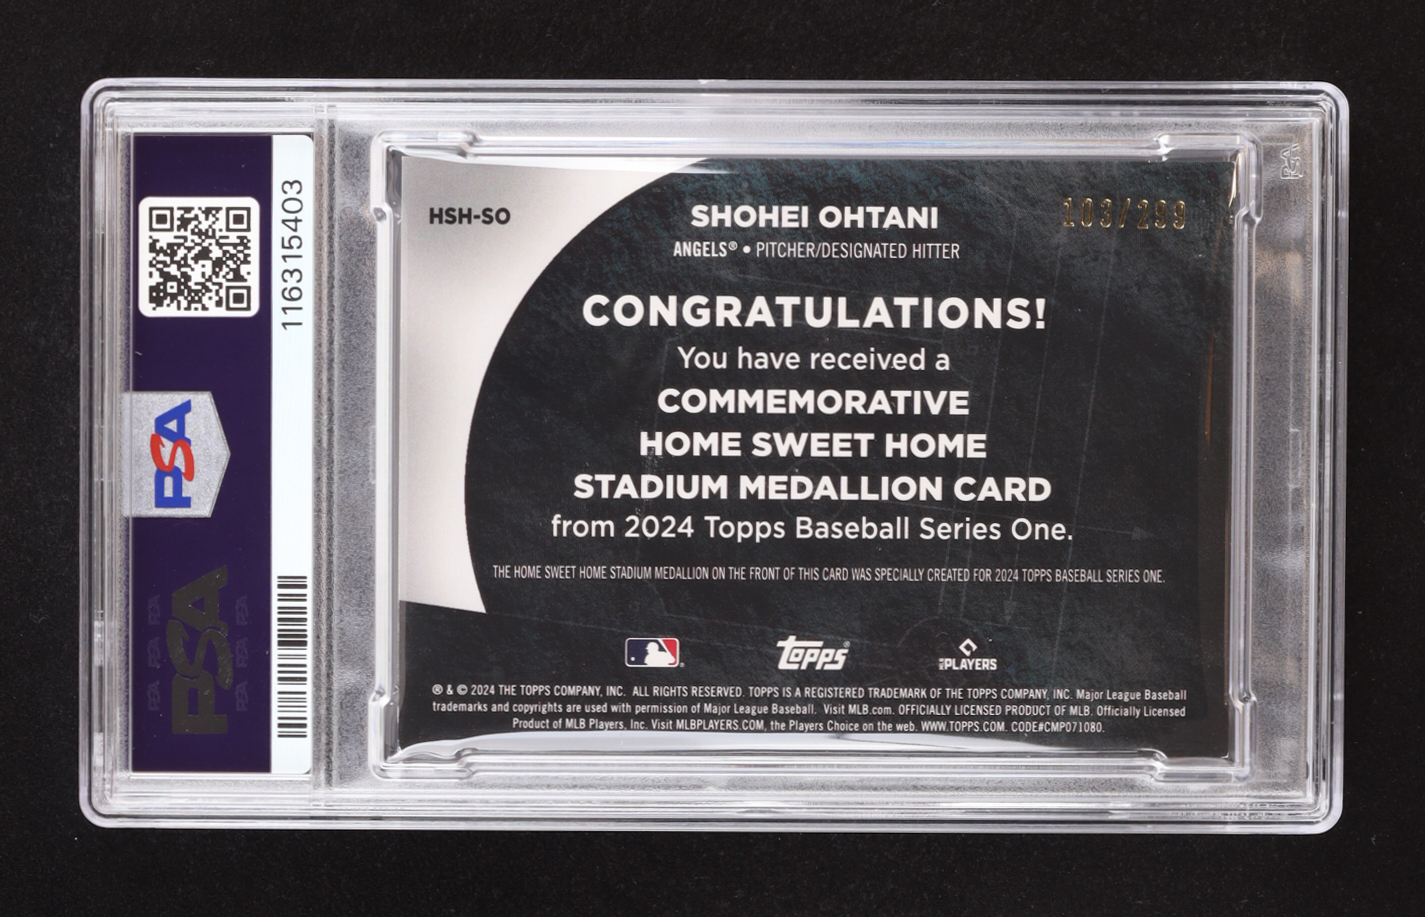 116315403
PSA
PSA
HSH-SO
SHOHEI OHTANI
103/299
ANGELS® • PITCHER/DESIGNATED HITTER
CONGRATULATIONS!
You have received a
COMMEMORATIVE
HOME SWEET HOME
STADIUM MEDALLION CARD
from 2024 Topps Baseball Series One.
THE HOME SWEET HOME STADIUM MEDALLION ON THE FRONT OF THIS CARD WAS SPECIALLY CREATED FOR 2024 TOPPS BASEBALL SERIES ONE.
Topps®
MLB PLAYERS
® & © 2024 THE TOPPS COMPANY, INC. ALL RIGHTS RESERVED. TOPPS IS A REGISTERED TRADEMARK OF THE TOPPS COMPANY, INC. Major League Baseball
trademarks and copyrights are used with permission of Major League Baseball. Visit MLB.com. OFFICIALLY LICENSED PRODUCT OF MLB. Officially Licensed
Product of MLB Players, Inc. Visit MLBPLAYERS.COM, the Players Choice on the web. WWW.TOPPS.COM. CODE#CMP071080.
PSA